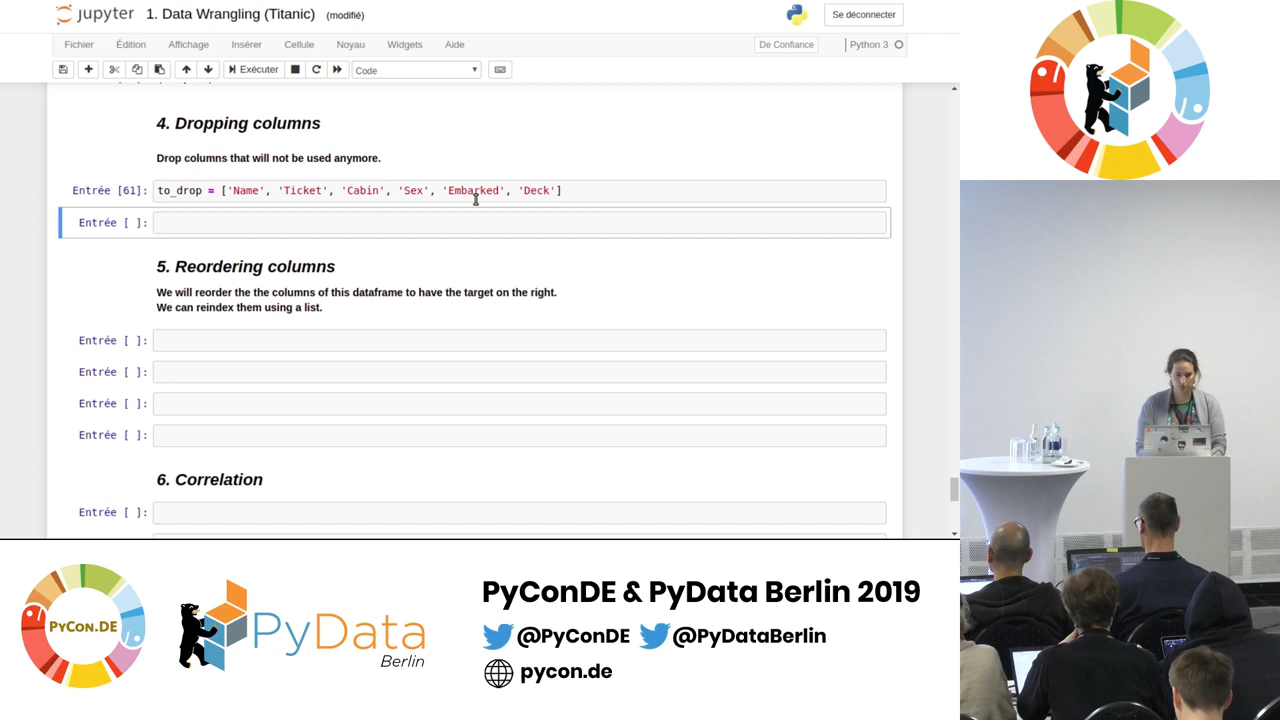 jupyter 1. Data Wrangling (Titanic) (modifié) Se déconnecter
Fichier Édition Affichage Insérer Cellule Noyau Widgets Aide De Confiance Python 3
Exécuter Code
4. Dropping columns
Drop columns that will not be used anymore.
Entrée [61]: to_drop = ['Name', 'Ticket', 'Cabin', 'Sex', 'Embarked', 'Deck']
Entrée [ ]:
5. Reordering columns
We will reorder the the columns of this dataframe to have the target on the right.
We can reindex them using a list.
Entrée [ ]:
Entrée [ ]:
Entrée [ ]:
Entrée [ ]:
6. Correlation
Entrée [ ]:
PyCon.DE
PyData
Berlin
PyConDE & PyData Berlin 2019
@PyConDE @PyDataBerlin
pycon.de